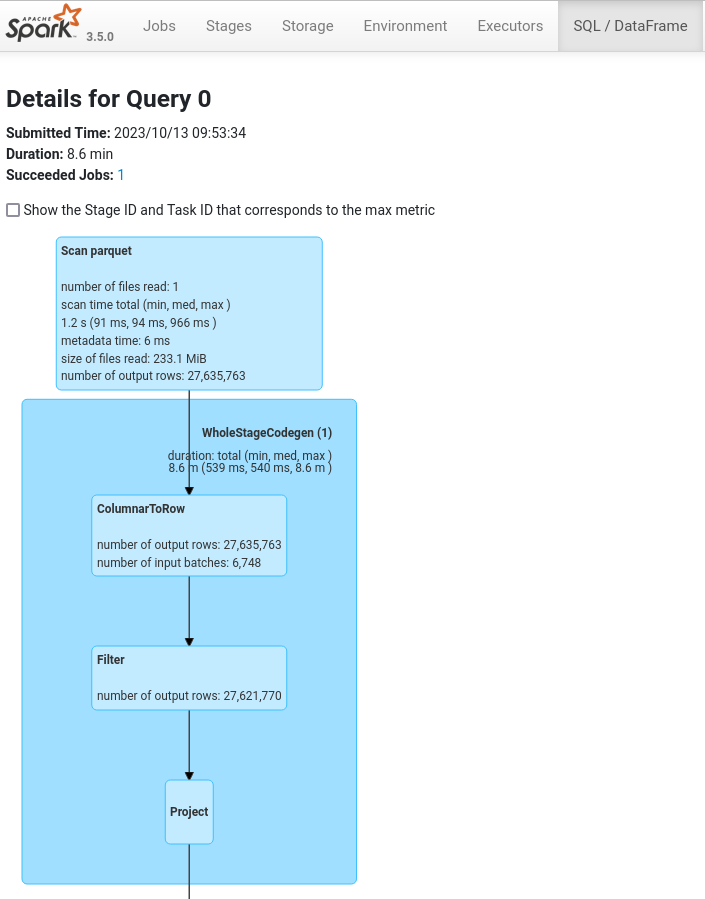 APACHE
Spark™ 3.5.0 Jobs Stages Storage Environment Executors SQL / DataFrame
Details for Query 0
Submitted Time: 2023/10/13 09:53:34
Duration: 8.6 min
Succeeded Jobs: 1
Show the Stage ID and Task ID that corresponds to the max metric
Scan parquet
number of files read: 1
scan time total (min, med, max )
1.2 s (91 ms, 94 ms, 966 ms )
metadata time: 6 ms
size of files read: 233.1 MiB
number of output rows: 27,635,763
WholeStageCodegen (1)
duration: total (min, med, max )
8.6 m (539 ms, 540 ms, 8.6 m )
ColumnarToRow
number of output rows: 27,635,763
number of input batches: 6,748
Filter
number of output rows: 27,621,770
Project